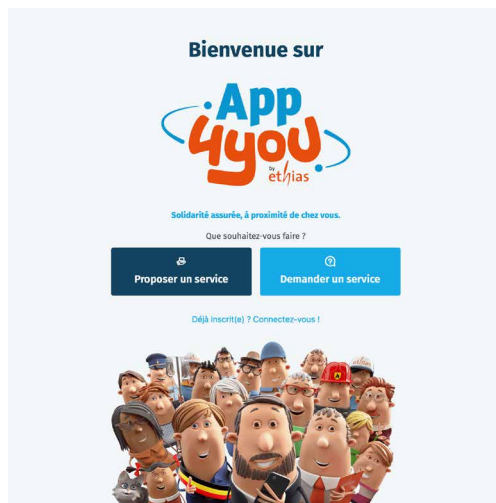 Bienvenue sur
App
4you
by
ethias
Solidarité assurée, à proximité de chez vous.
Que souhaitez-vous faire ?
Proposer un service
Demander un service
Déjà inscrit(e) ? Connectez-vous !